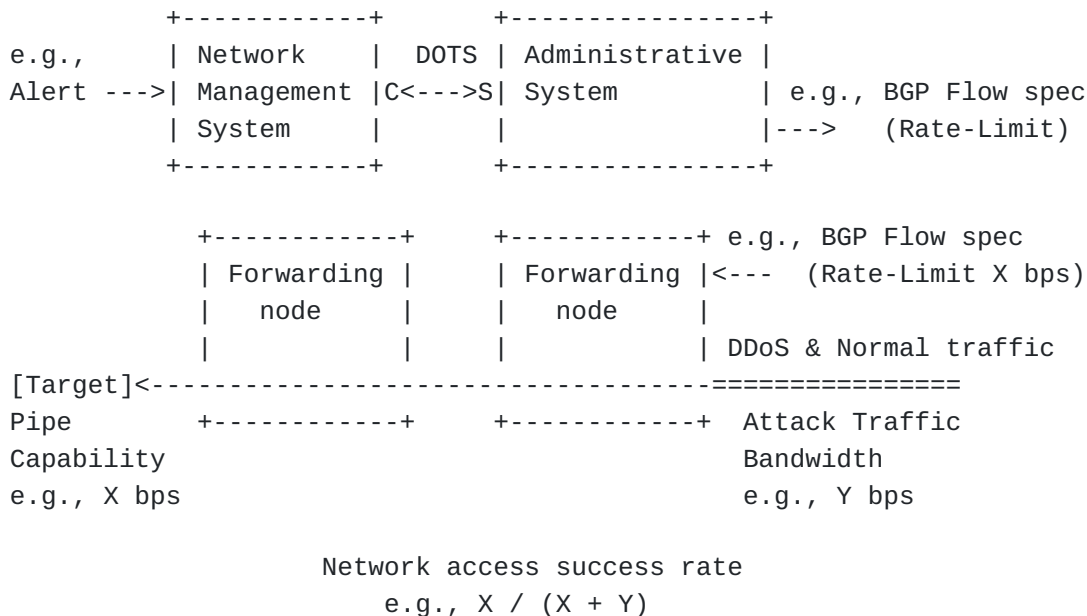 +------------+       +----------------+
e.g.,     | Network    |  DOTS | Administrative |
Alert --->| Management |C<--->S| System         | e.g., BGP Flow spec
          | System     |       |                |--->   (Rate-Limit)
          +------------+       +----------------+

            +------------+     +------------+ e.g., BGP Flow spec
            | Forwarding |     | Forwarding |<---  (Rate-Limit X bps)
            |   node     |     |   node     |
            |            |     |            | DDoS & Normal traffic
[Target]<------------------------------------================
Pipe        +------------+     +------------+  Attack Traffic
Capability                                     Bandwidth
e.g., X bps                                    e.g., Y bps

                    Network access success rate
                        e.g., X / (X + Y)